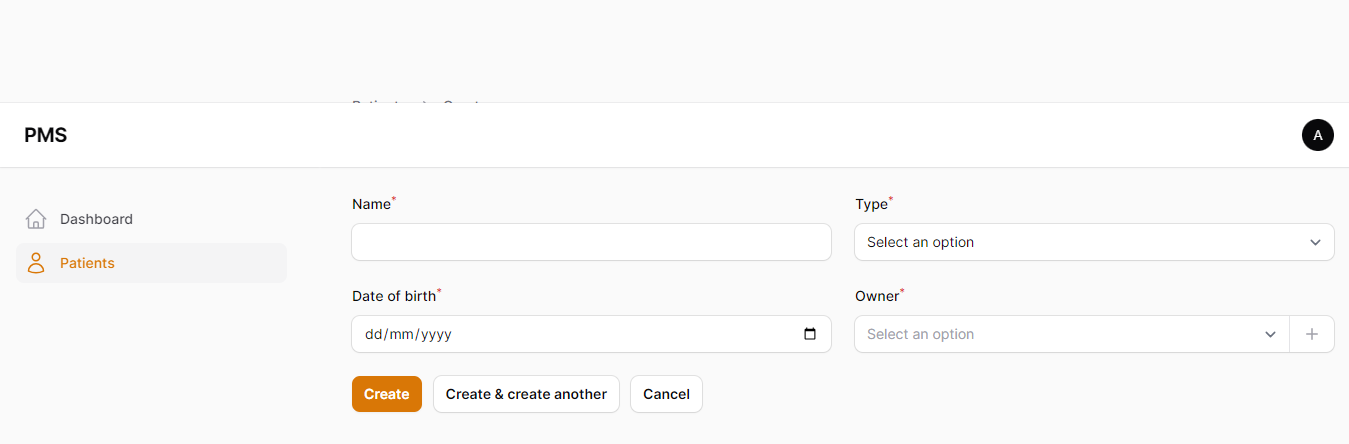 PMS
A
Dashboard
Patients
Name*
Type*
Select an option
Date of birth*
Owner*
dd/mm/yyyy
Select an option
Create
Create & create another
Cancel